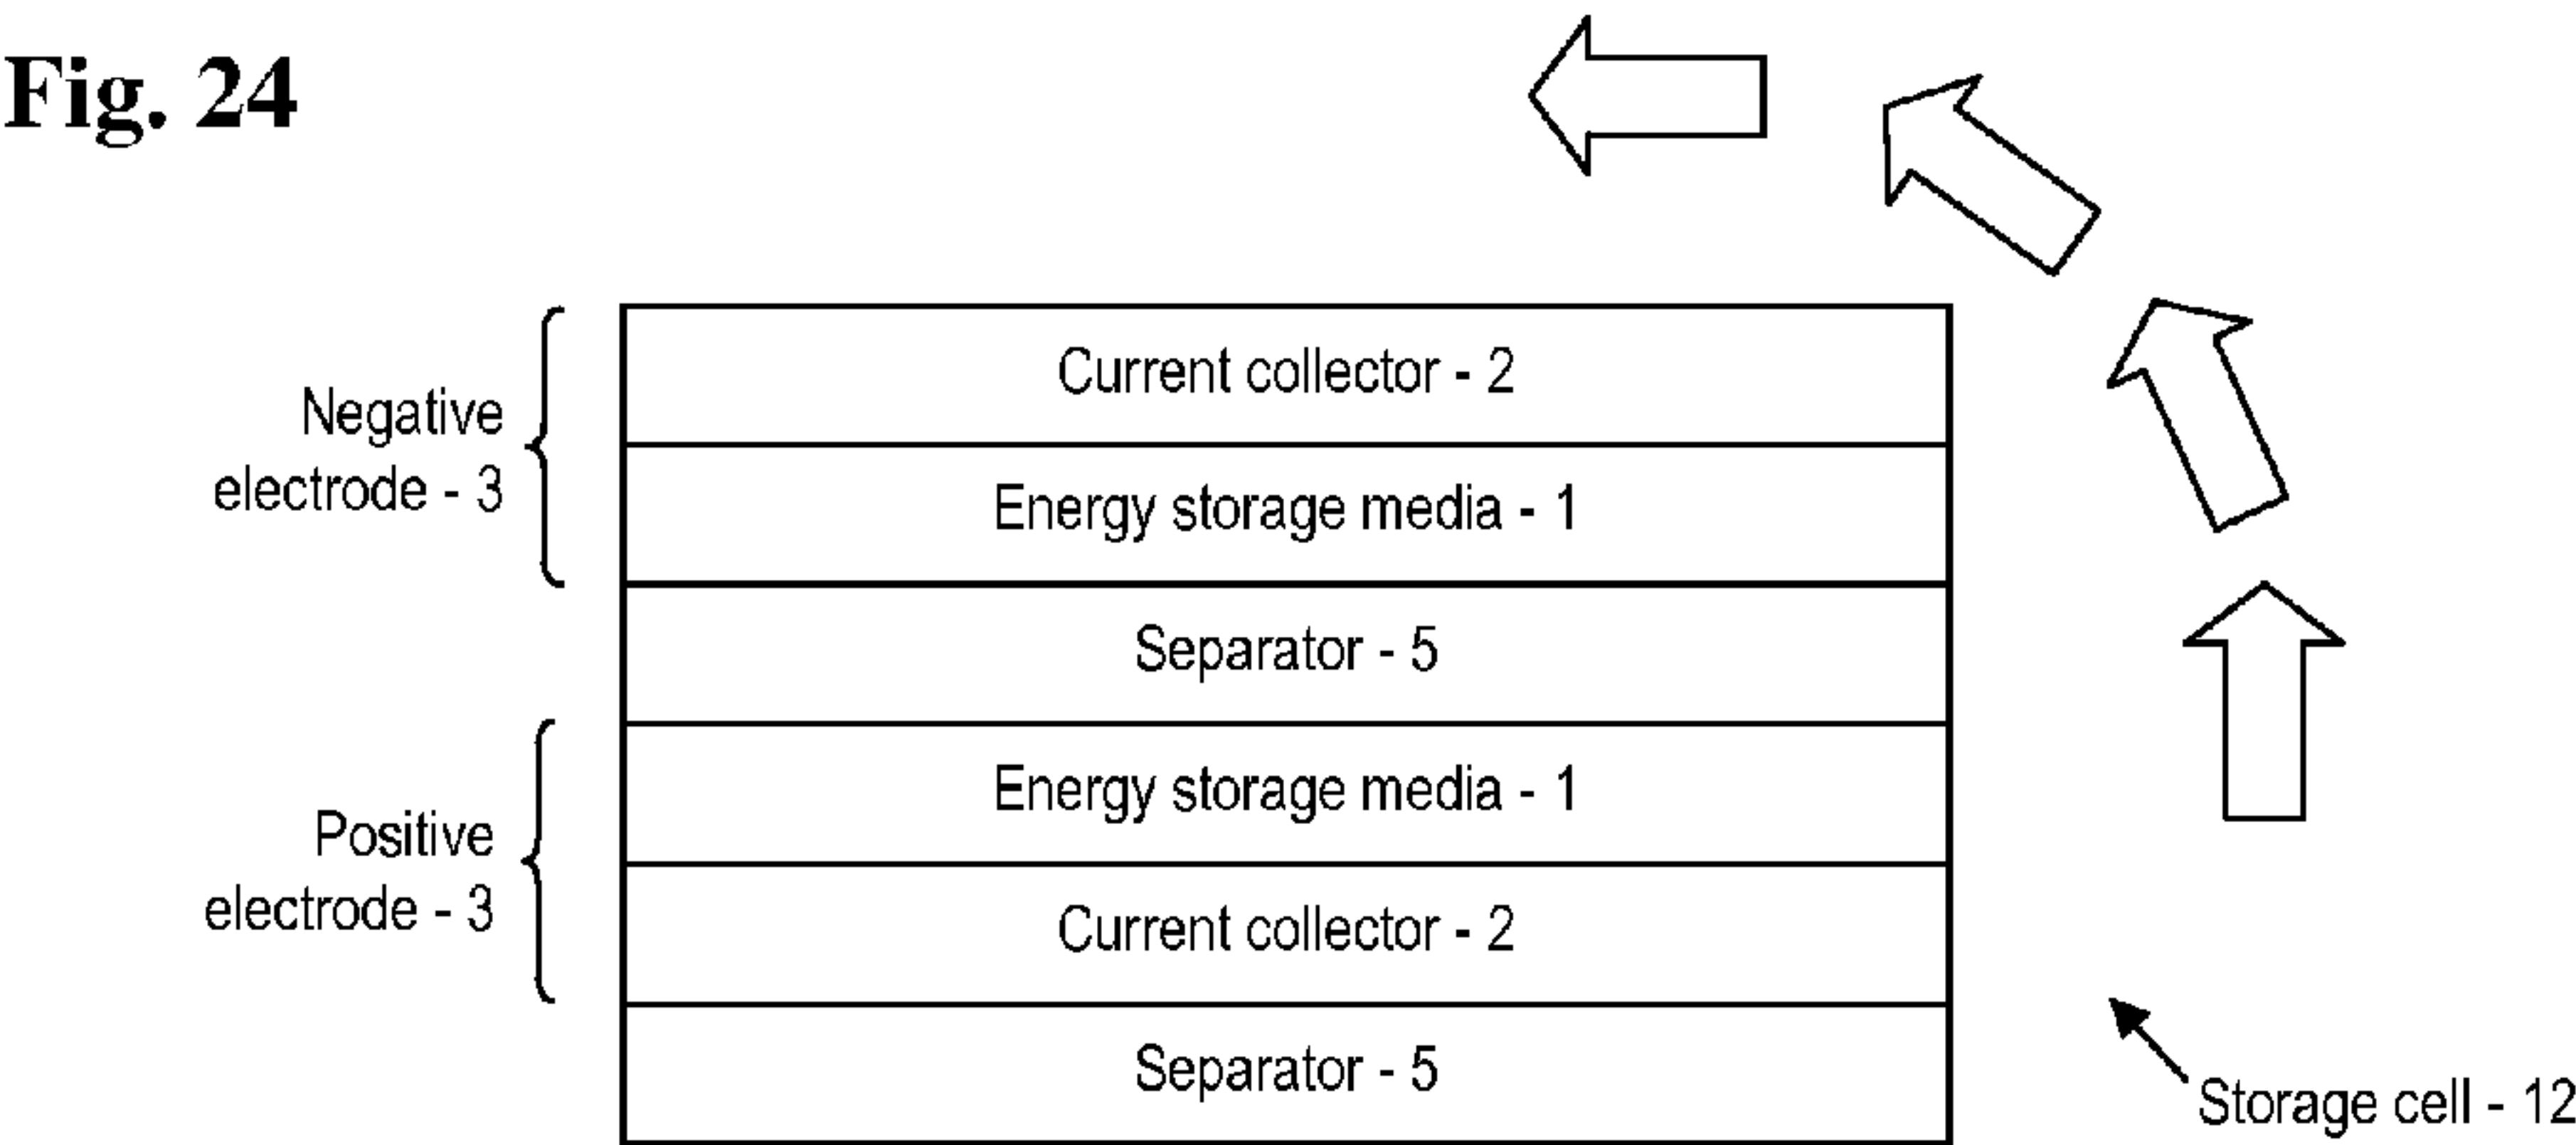 Fig. 24
Negative
electrode - 3
Current collector - 2
Energy storage media - 1
Separator - 5
Positive
electrode - 3
Energy storage media - 1
Current collector - 2
Separator - 5
Storage cell - 12